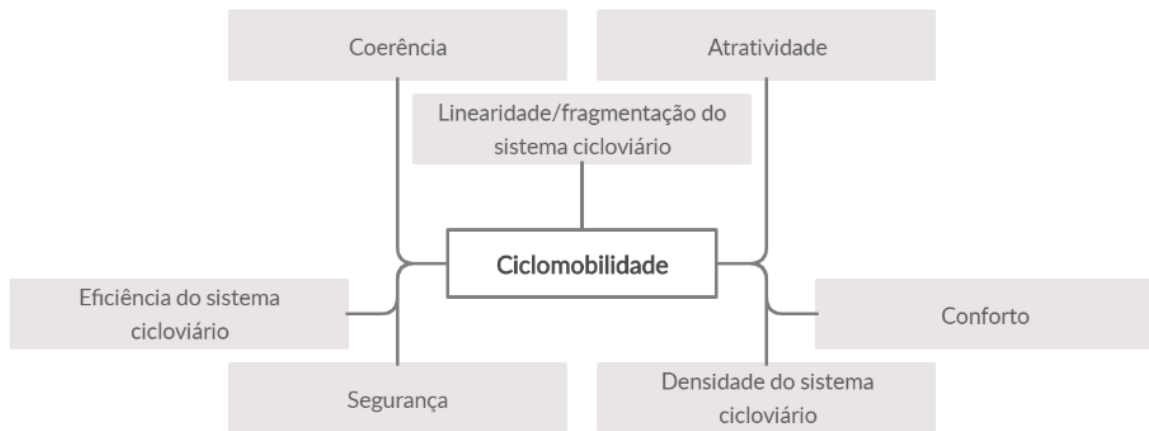 Coerência
Atratividade
Linearidade/fragmentação do
sistema cicloviário
Ciclomobilidade
Eficiência do sistema
cicloviário
Conforto
Segurança
Densidade do sistema
cicloviário